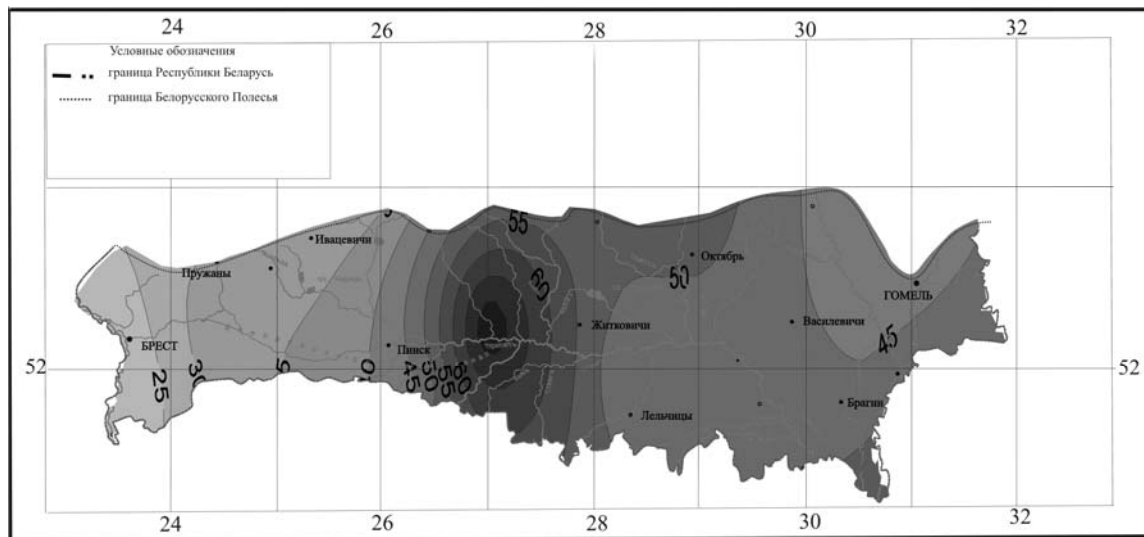 24 26 28 30 32
Условные обозначения
граница Республики Беларусь
граница Белорусского Полесья
55
Ивацевичи
Пружаны
Октябрь
50
60
ГОМЕЛЬ
Житковичи
Василевичи
БРЕСТ
Пинск
45
52 52
25
30
45
50
55
60
Лельчицы
Брагин
24 26 28 30 32